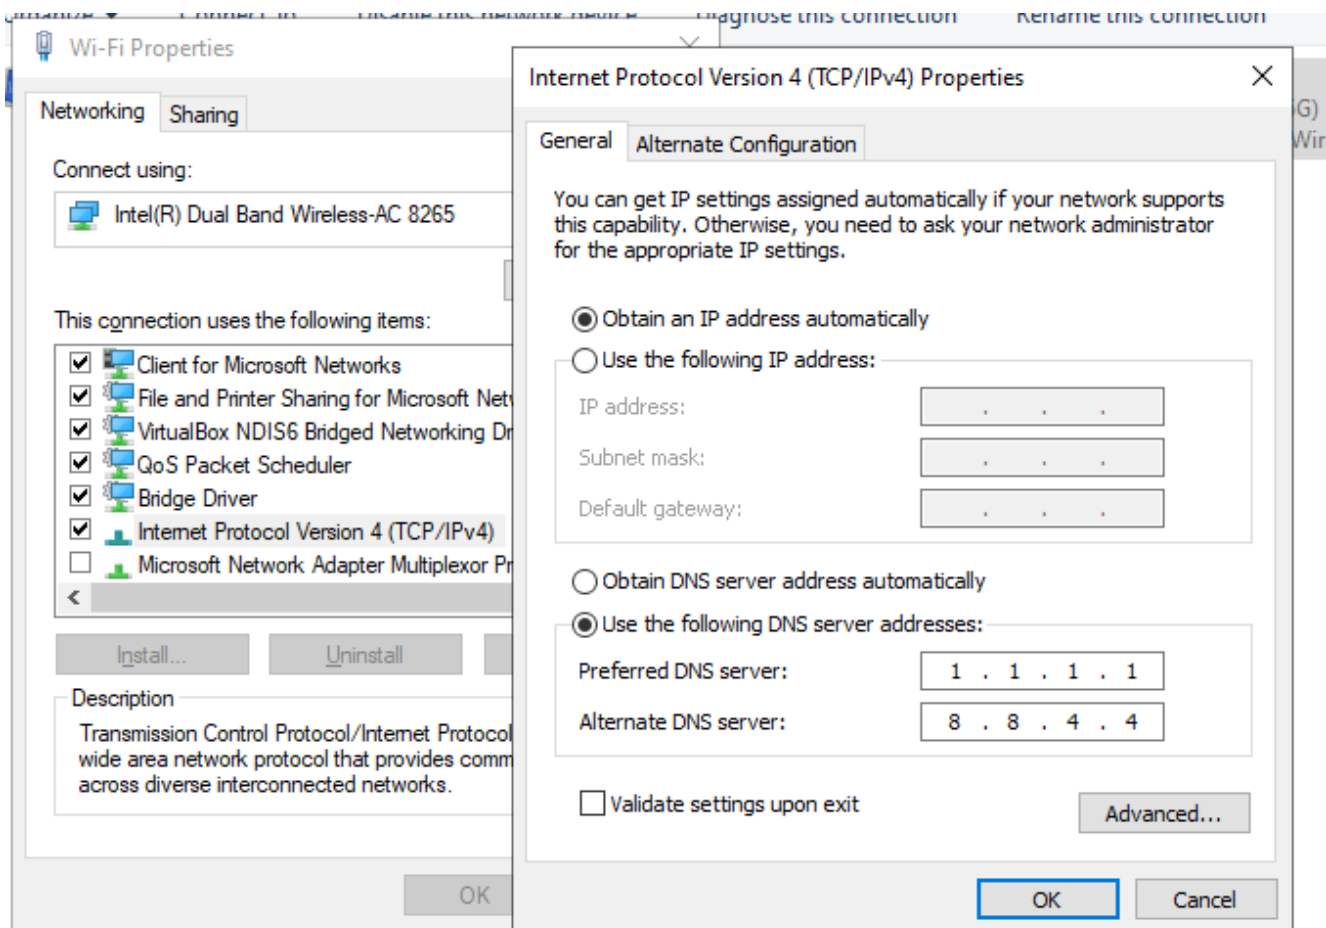 Connect to
Disable this network device
Diagnose this connection
Rename this connection
Wi-Fi Properties
Networking
Sharing
Connect using:
Intel(R) Dual Band Wireless-AC 8265
This connection uses the following items:
Client for Microsoft Networks
File and Printer Sharing for Microsoft
VirtualBox NDIS6 Bridged Networking
QoS Packet Scheduler
Bridge Driver
Internet Protocol Version 4 (TCP/IPv4)
Microsoft Network Adapter Multiplexor
Install...
Uninstall
Description
Transmission Control Protocol/Internet Protocol
wide area network protocol that provides
across diverse interconnected networks.
OK
Internet Protocol Version 4 (TCP/IPv4) Properties
General
Alternate Configuration
You can get IP settings assigned automatically if your network supports
this capability. Otherwise, you need to ask your network administrator
for the appropriate IP settings.
Obtain an IP address automatically
Use the following IP address:
IP address: . . .
Subnet mask: . . .
Default gateway: . . .
Obtain DNS server address automatically
Use the following DNS server addresses:
Preferred DNS server: 1 . 1 . 1 . 1
Alternate DNS server: 8 . 8 . 4 . 4
Validate settings upon exit
Advanced...
OK
Cancel